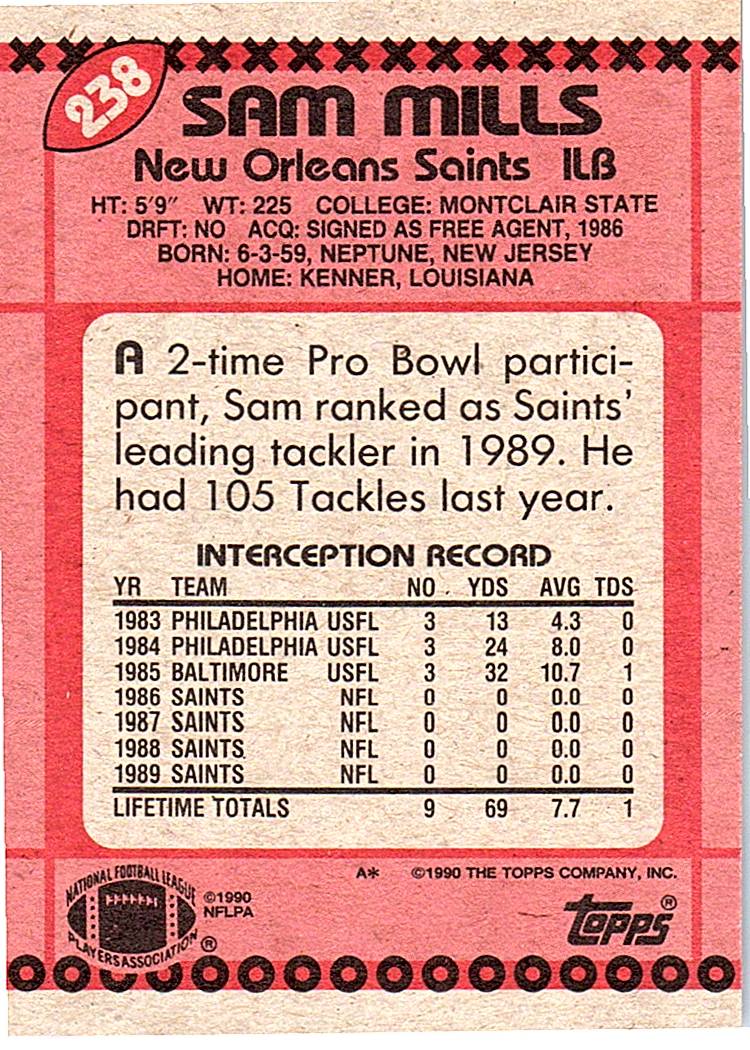 238
SAM MILLS
New Orleans Saints ILB
HT: 5'9" WT: 225 COLLEGE: MONTCLAIR STATE
DRFT: NO ACQ: SIGNED AS FREE AGENT, 1986
BORN: 6-3-59, NEPTUNE, NEW JERSEY
HOME: KENNER, LOUISIANA
A 2-time Pro Bowl partici-
pant, Sam ranked as Saints'
leading tackler in 1989. He
had 105 Tackles last year.
INTERCEPTION RECORD
YR TEAM NO. YDS AVG TDS
1983 PHILADELPHIA USFL 3 13 4.3 0
1984 PHILADELPHIA USFL 3 24 8.0 0
1985 BALTIMORE USFL 3 32 10.7 1
1986 SAINTS NFL 0 0 0.0 0
1987 SAINTS NFL 0 0 0.0 0
1988 SAINTS NFL 0 0 0.0 0
1989 SAINTS NFL 0 0 0.0 0
LIFETIME TOTALS 9 69 7.7 1
A* ©1990 THE TOPPS COMPANY, INC.
NATIONAL FOOTBALL LEAGUE
PLAYERS ASSOCIATION ®
©1990
NFLPA
topps®